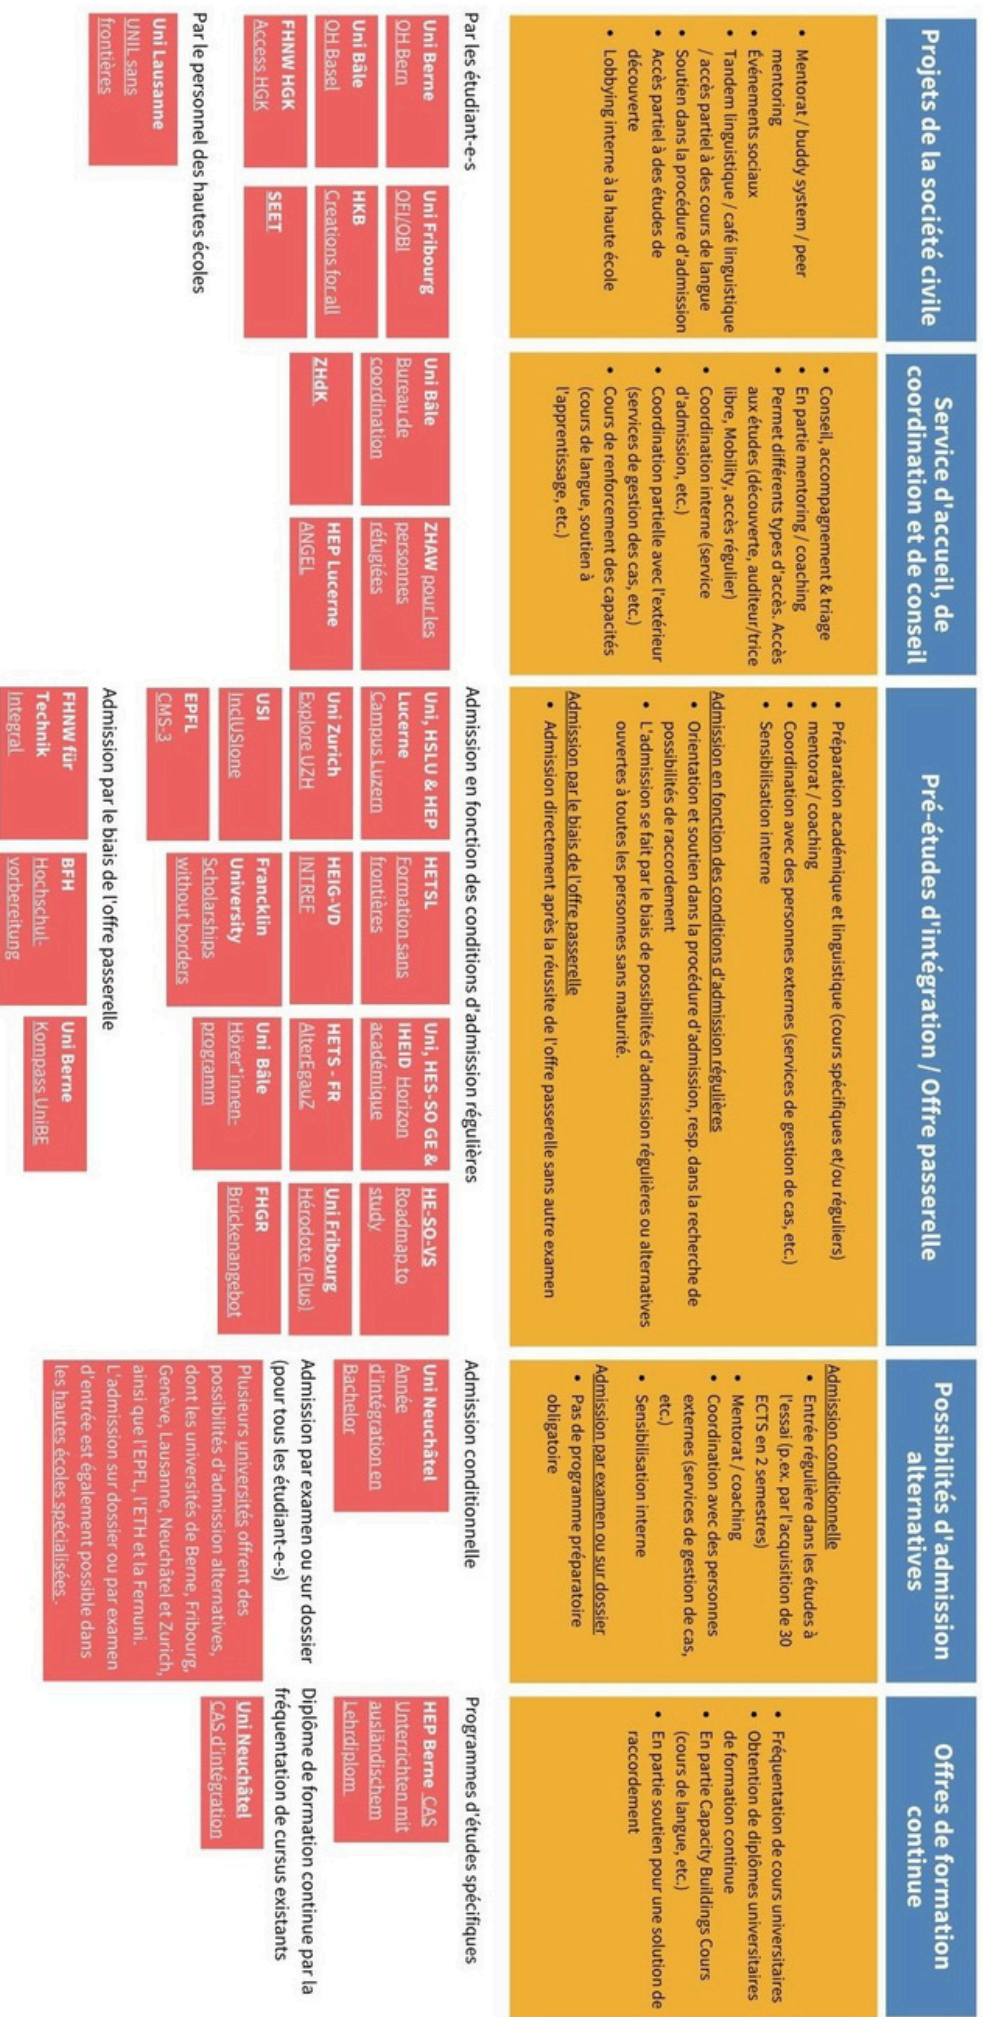 Projets de la société civile
• Mentorat / buddy system / peer
mentoring
• Événements sociaux
• Tandem linguistique / café linguistique
/ accès partiel à des cours de langue
• Soutien dans la procédure d'admission
• Accès partiel à des études de
découverte
• Lobbying interne à la haute école
Par les étudiant-e-s
Uni Berne
OH Bern
Uni Fribourg
OFI/OBI
Uni Bâle
OH Basel
HKB
Creations for all
FHNW HGK
Access HGK
SEET
Par le personnel des hautes écoles
Uni Lausanne
UNIL sans
frontières
Service d'accueil, de
coordination et de conseil
• Conseil, accompagnement & triage
• En partie mentoring / coaching
• Permet différents types d'accès. Accès
aux études (découverte, auditeur/trice
libre, Mobility, accès régulier)
• Coordination interne (service
d'admission, etc.)
• Coordination partielle avec l'extérieur
(services de gestion des cas, etc.)
• Cours de renforcement des capacités
(cours de langue, soutien à
l'apprentissage, etc.)
Uni Bâle
Bureau de
coordination
ZHAW pour les
personnes
réfugiées
ZHdK
HEP Lucerne
ANGEL
Pré-études d'intégration / Offre passerelle
• Préparation académique et linguistique (cours spécifiques et/ou réguliers)
• mentorat / coaching
• Coordination avec des personnes externes (services de gestion de cas, etc.)
• Sensibilisation interne
Admission en fonction des conditions d'admission régulières
• Orientation et soutien dans la procédure d'admission, resp. dans la recherche de
possibilités de raccordement
• L'admission se fait par le biais de possibilités d'admission régulières ou alternatives
ouvertes à toutes les personnes sans maturité.
Admission par le biais de l'offre passerelle
• Admission directement après la réussite de l'offre passerelle sans autre examen
Admission en fonction des conditions d'admission régulières
Uni, HSLU & HEP
Lucerne
Campus Luzern
HETSL
Formation sans
frontières
Uni, HES-SO GE &
IHEID Horizon
académique
HE-SO-VS
Roadmap to
study
Uni Zurich
Explore UZH
HEIG-VD
INTREF
HETS - FR
AlterEgauZ
Uni Fribourg
Hérodote (Plus)
USI
InclUSIone
Francklin
University
Scholarships
without borders
Uni Bâle
Hörer*innen-
programm
FHGR
Brückenangebot
EPFL
CMS-3
Admission par le biais de l'offre passerelle
FHNW für
Technik
Integral
BFH
Hochschul-
vorbereitung
Uni Berne
Kompass UniBE
Possibilités d'admission
alternatives
Admission conditionnelle
• Entrée régulière dans les études à
l'essai (p.ex. par l'acquisition de 30
ECTS en 2 semestres)
• Mentorat / coaching
• Coordination avec des personnes
externes (services de gestion de cas,
etc.)
• Sensibilisation interne
Admission par examen ou sur dossier
• Pas de programme préparatoire
obligatoire
Admission conditionnelle
Uni Neuchâtel
Année
d'intégration en
Bachelor
Admission par examen ou sur dossier
(pour tous les étudiant-e-s)
Plusieurs universités offrent des
possibilités d'admission alternatives,
dont les universités de Berne, Fribourg,
Genève, Lausanne, Neuchâtel et Zurich,
ainsi que l'EPFL, l'ETH et la Fernuni.
L'admission sur dossier ou par examen
d'entrée est également possible dans
les hautes écoles spécialisées.
Offres de formation
continue
• Fréquentation de cours universitaires
• Obtention de diplômes universitaires
de formation continue
• En partie Capacity Buildings Cours
(cours de langue, etc.)
• En partie soutien pour une solution de
raccordement
Programmes d'études spécifiques
HEP Berne CAS
Unterrichten mit
ausländischem
Lehrdiplom
Diplôme de formation continue par la
fréquentation de cursus existants
Uni Neuchâtel
CAS d'intégration